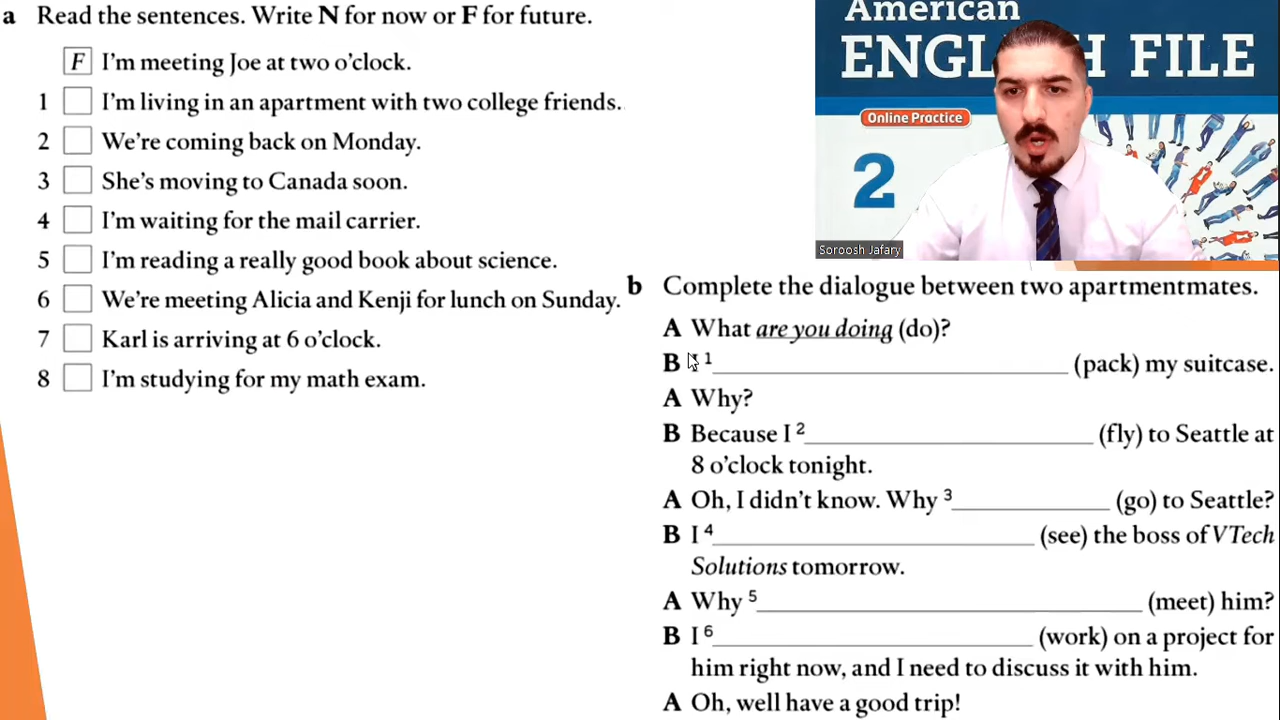 a Read the sentences. Write N for now or F for future.
F I'm meeting Joe at two o'clock.
1 I'm living in an apartment with two college friends.
2 We're coming back on Monday.
3 She's moving to Canada soon.
4 I'm waiting for the mail carrier.
5 I'm reading a really good book about science.
6 We're meeting Alicia and Kenji for lunch on Sunday.
7 Karl is arriving at 6 o'clock.
8 I'm studying for my math exam.
American
ENGL H FILE
Online Practice
2
Soroosh Jafary
b Complete the dialogue between two apartmentmates.
A What are you doing (do)?
B I 1 ______ (pack) my suitcase.
A Why?
B Because I 2 ______ (fly) to Seattle at
8 o'clock tonight.
A Oh, I didn't know. Why 3 ______ (go) to Seattle?
B I 4 ______ (see) the boss of VTech
Solutions tomorrow.
A Why 5 ______ (meet) him?
B I 6 ______ (work) on a project for
him right now, and I need to discuss it with him.
A Oh, well have a good trip!